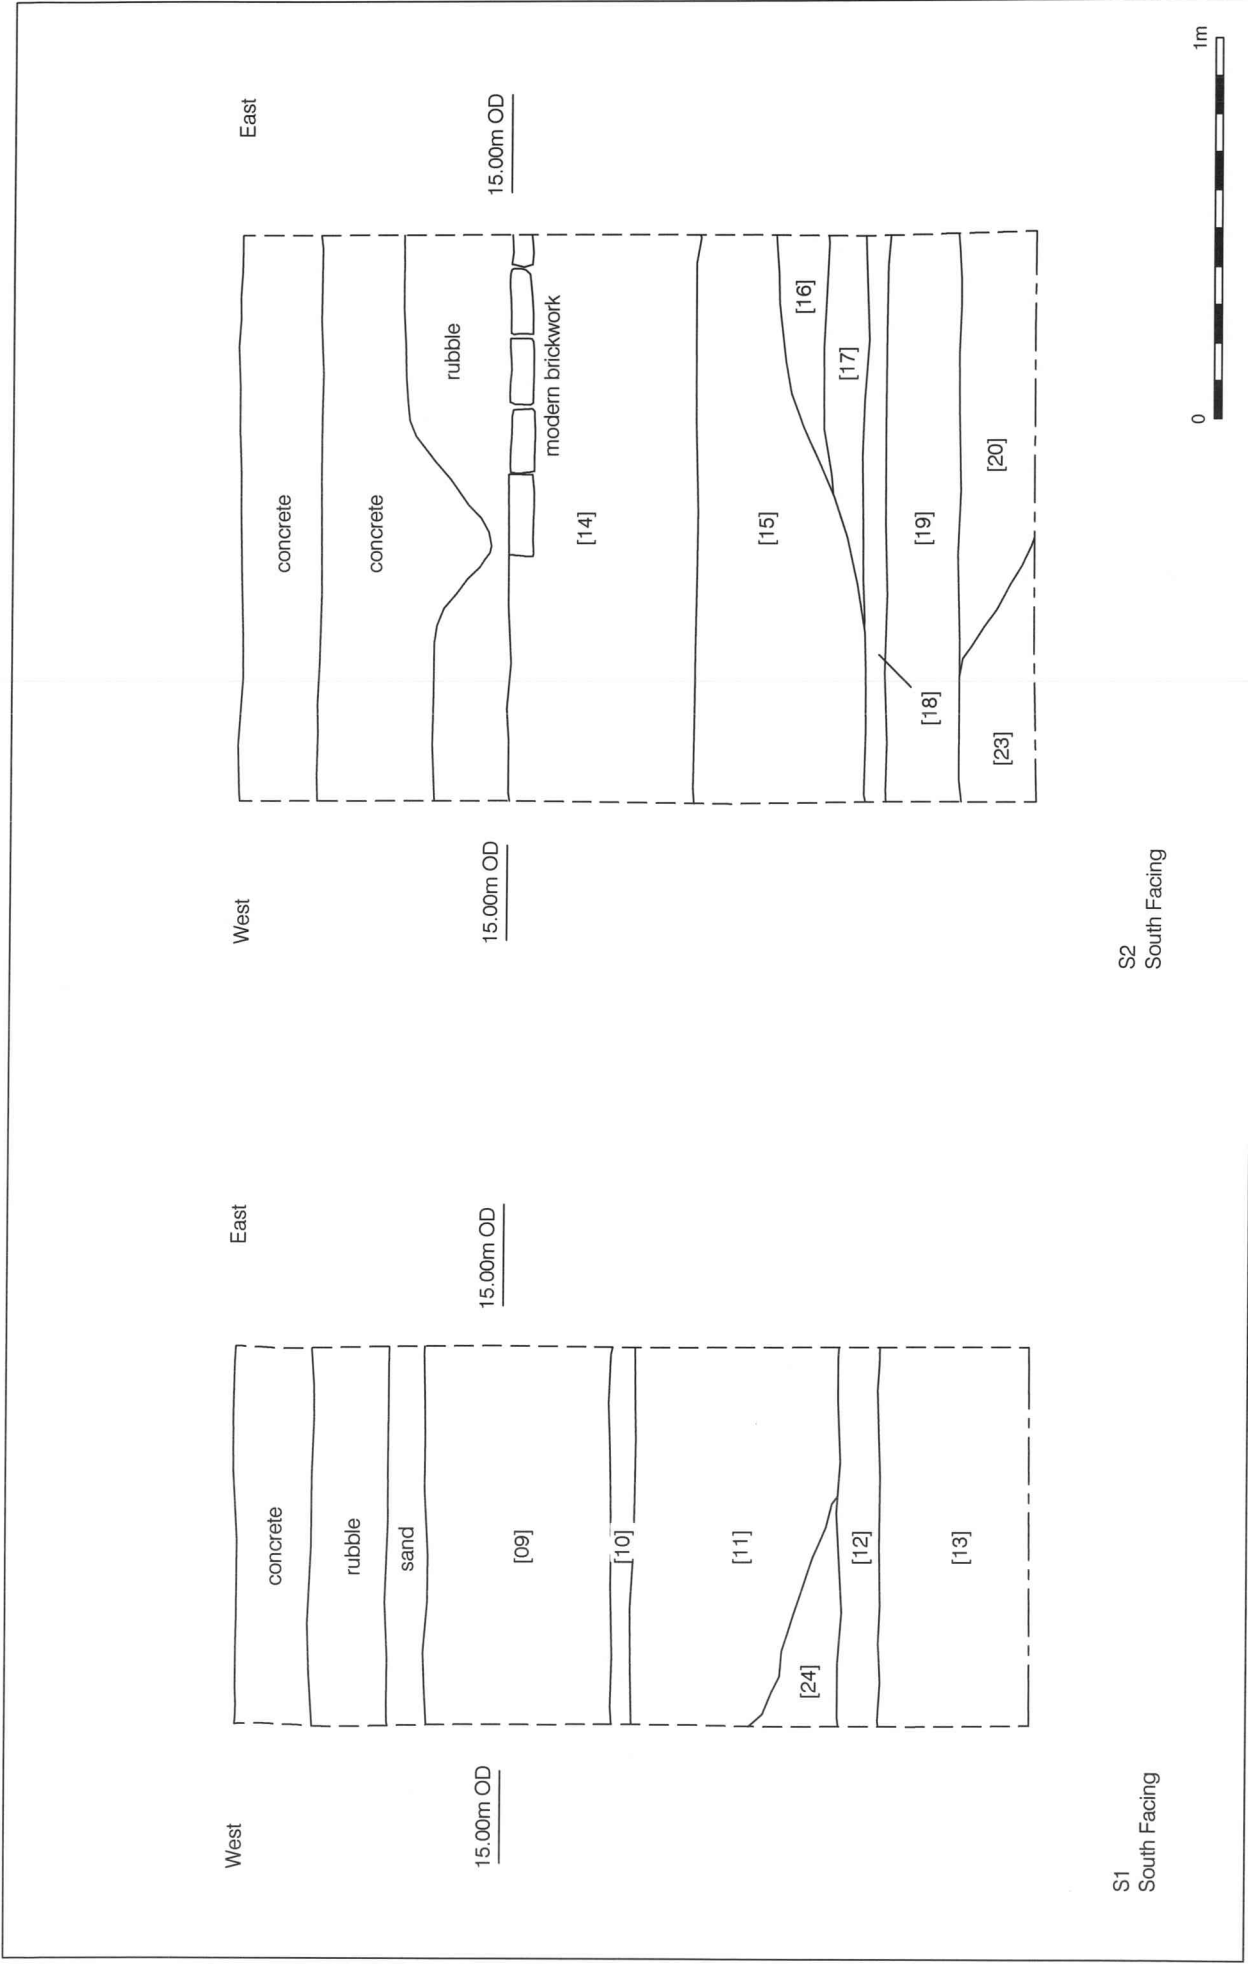 West
East
15.00m OD
15.00m OD
concrete
rubble
sand
[09]
[10]
[11]
[24]
[12]
[13]
S1
South Facing
West
East
15.00m OD
15.00m OD
concrete
concrete
rubble
modern brickwork
[14]
[15]
[16]
[17]
[18]
[19]
[20]
[23]
S2
South Facing
0
1m